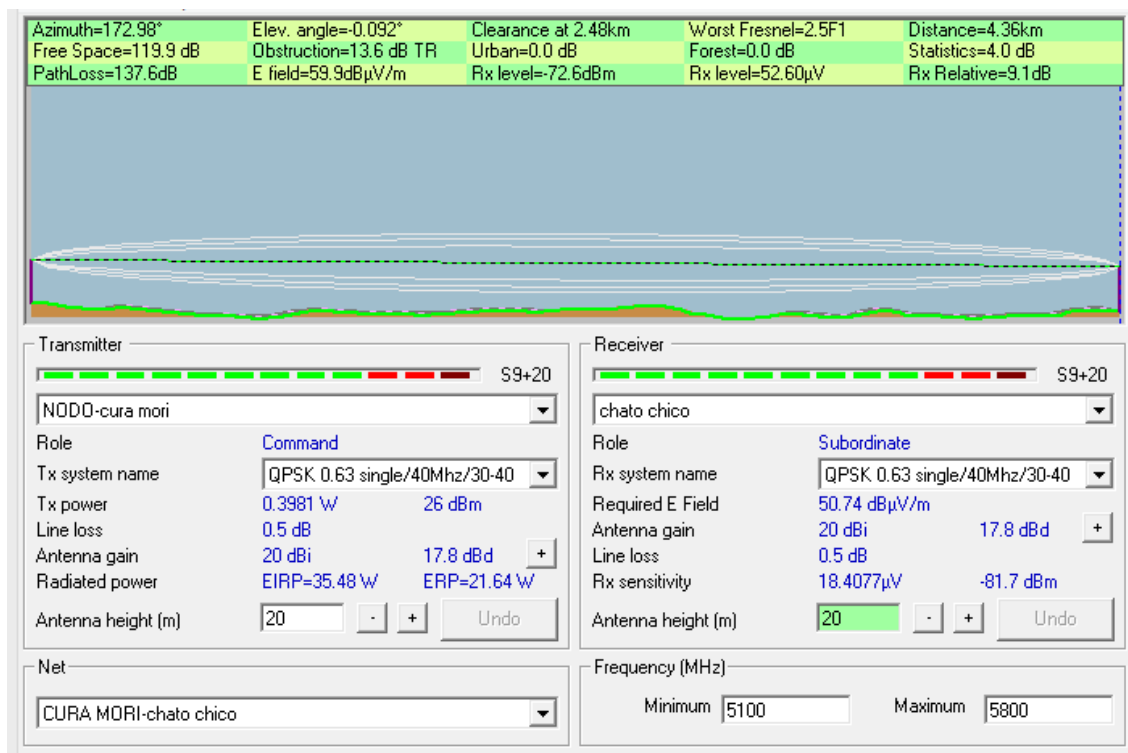 Azimuth=172.98° Elev. angle=-0.092° Clearance at 2.48km Worst Fresnel=2.5F1 Distance=4.36km
Free Space=119.9 dB Obstruction=13.6 dB TR Urban=0.0 dB Forest=0.0 dB Statistics=4.0 dB
PathLoss=137.6dB E field=59.9dBµV/m Rx level=-72.6dBm Rx level=52.60µV Rx Relative=9.1dB
Transmitter
S9+20
NODO-cura mori
Role Command
Tx system name QPSK 0.63 single/40Mhz/30-40
Tx power 0.3981 W 26 dBm
Line loss 0.5 dB
Antenna gain 20 dBi 17.8 dBd +
Radiated power EIRP=35.48 W ERP=21.64 W
Antenna height (m) 20 - + Undo
Receiver
S9+20
chato chico
Role Subordinate
Rx system name QPSK 0.63 single/40Mhz/30-40
Required E Field 50.74 dBµV/m
Antenna gain 20 dBi 17.8 dBd +
Line loss 0.5 dB
Rx sensitivity 18.4077µV -81.7 dBm
Antenna height (m) 20 - + Undo
Net
CURA MORI-chato chico
Frequency (MHz)
Minimum 5100 Maximum 5800